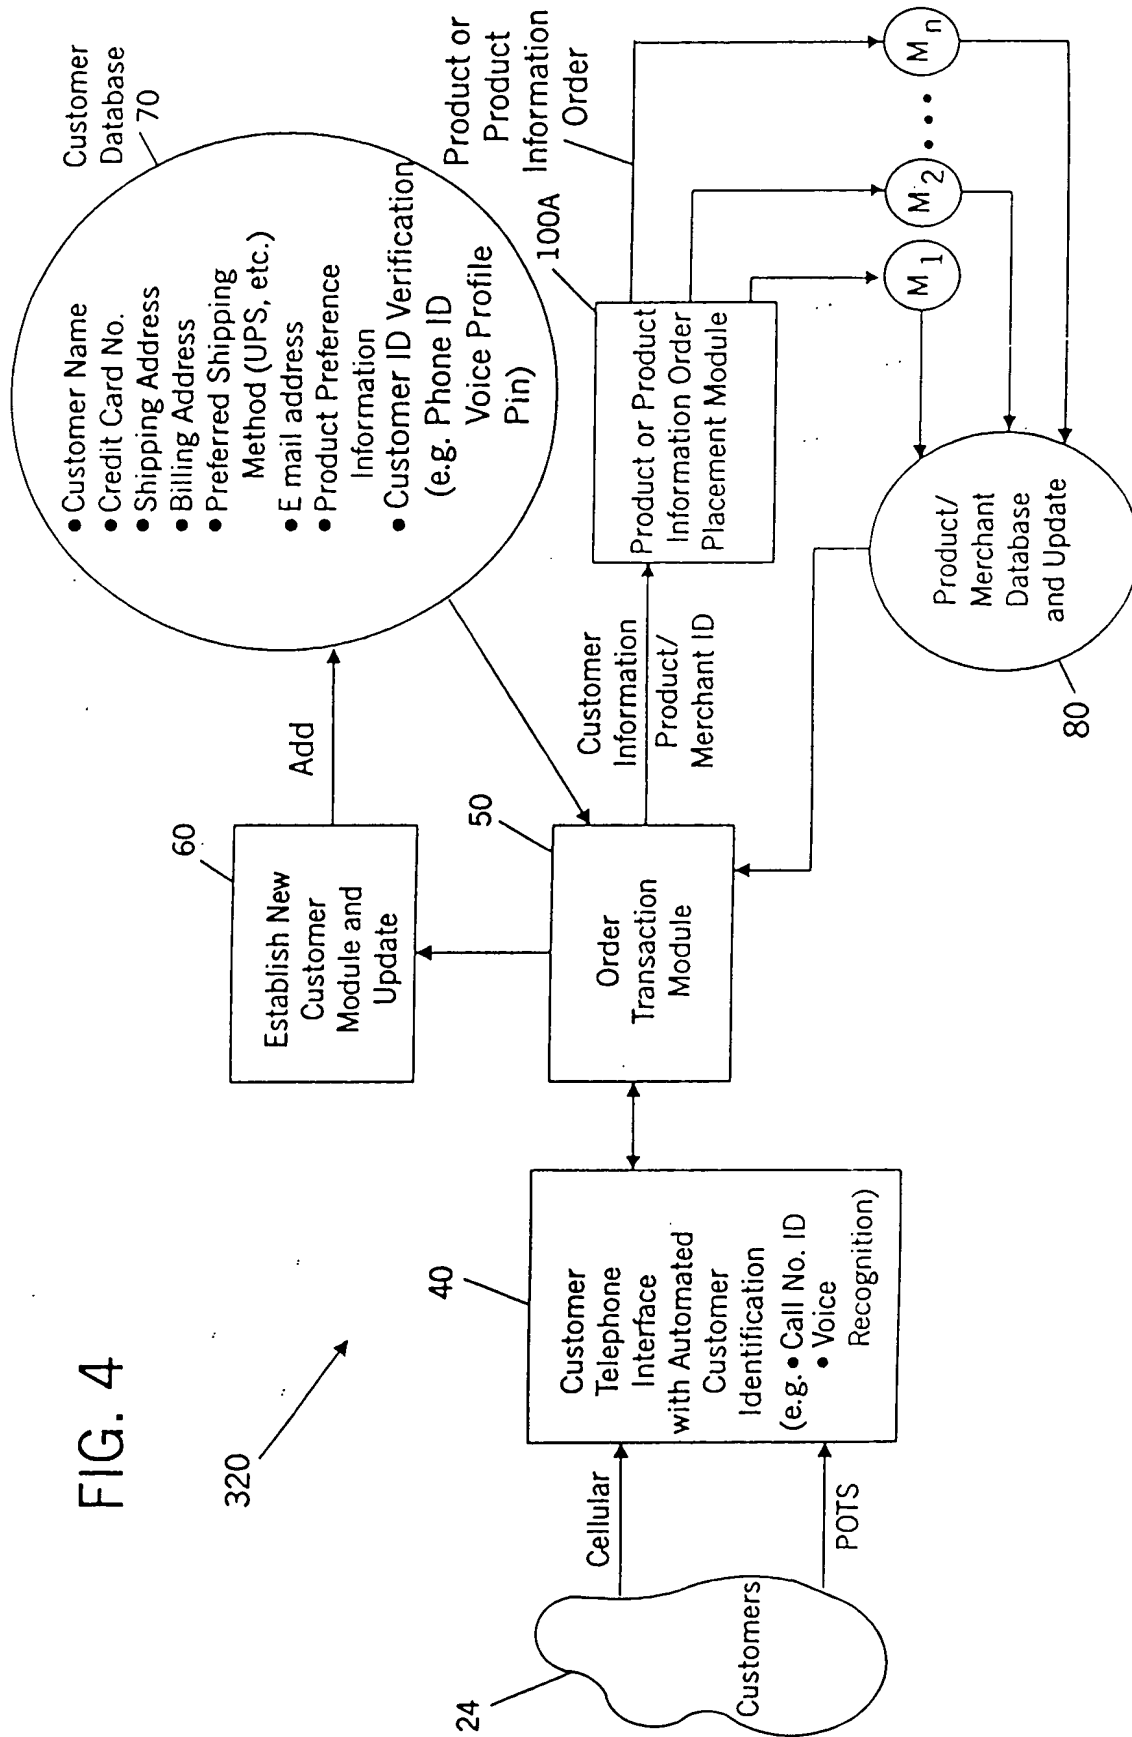 FIG. 4
320
24
Customers
Cellular
POTS
40
Customer
Telephone
Interface
with Automated
Customer
Identification
(e.g. • Call No. ID
• Voice
Recognition)
50
Order
Transaction
Module
60
Establish New
Customer
Module and
Update
Add
Customer
Database
70
• Customer Name
• Credit Card No.
• Shipping Address
• Billing Address
• Preferred Shipping
Method (UPS, etc.)
• E mail address
• Product Preference
Information
• Customer ID Verification
(e.g. Phone ID
Voice Profile
Pin)
Customer
Information
Product/
Merchant ID
100A
Product or Product
Information Order
Placement Module
Product or
Product
Information
Order
M1
M2
• • • •
Mn
Product/
Merchant
Database
and Update
80